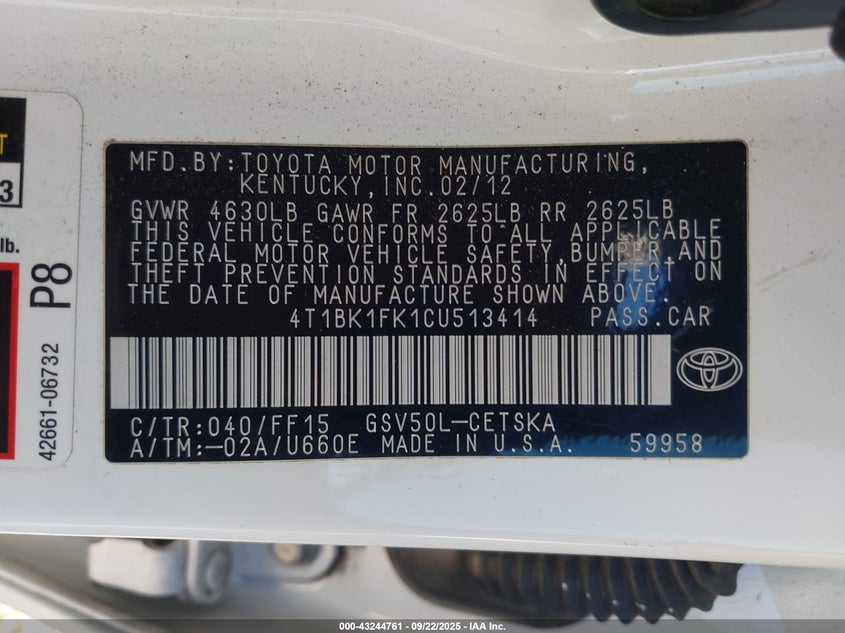 T
3
lb.
P8
42661-06732
MFD.BY:TOYOTA MOTOR MANUFACTURING,
KENTUCKY,INC.02/12
GVWR 4630LB GAWR FR 2625LB RR 2625LB
THIS VEHICLE CONFORMS TO ALL APPLICABLE
FEDERAL MOTOR VEHICLE SAFETY,BUMPER,AND
THEFT PREVENTION STANDARDS IN EFFECT ON
THE DATE OF MANUFACTURE SHOWN ABOVE.
4T1BK1FK1CU513414 PASS.CAR
C/TR:040/FF15 GSV50L-CETSKA
A/TM:-02A/U660E MADE IN U.S.A. 59958
000-43244761 - 09/22/2025 - IAA Inc.